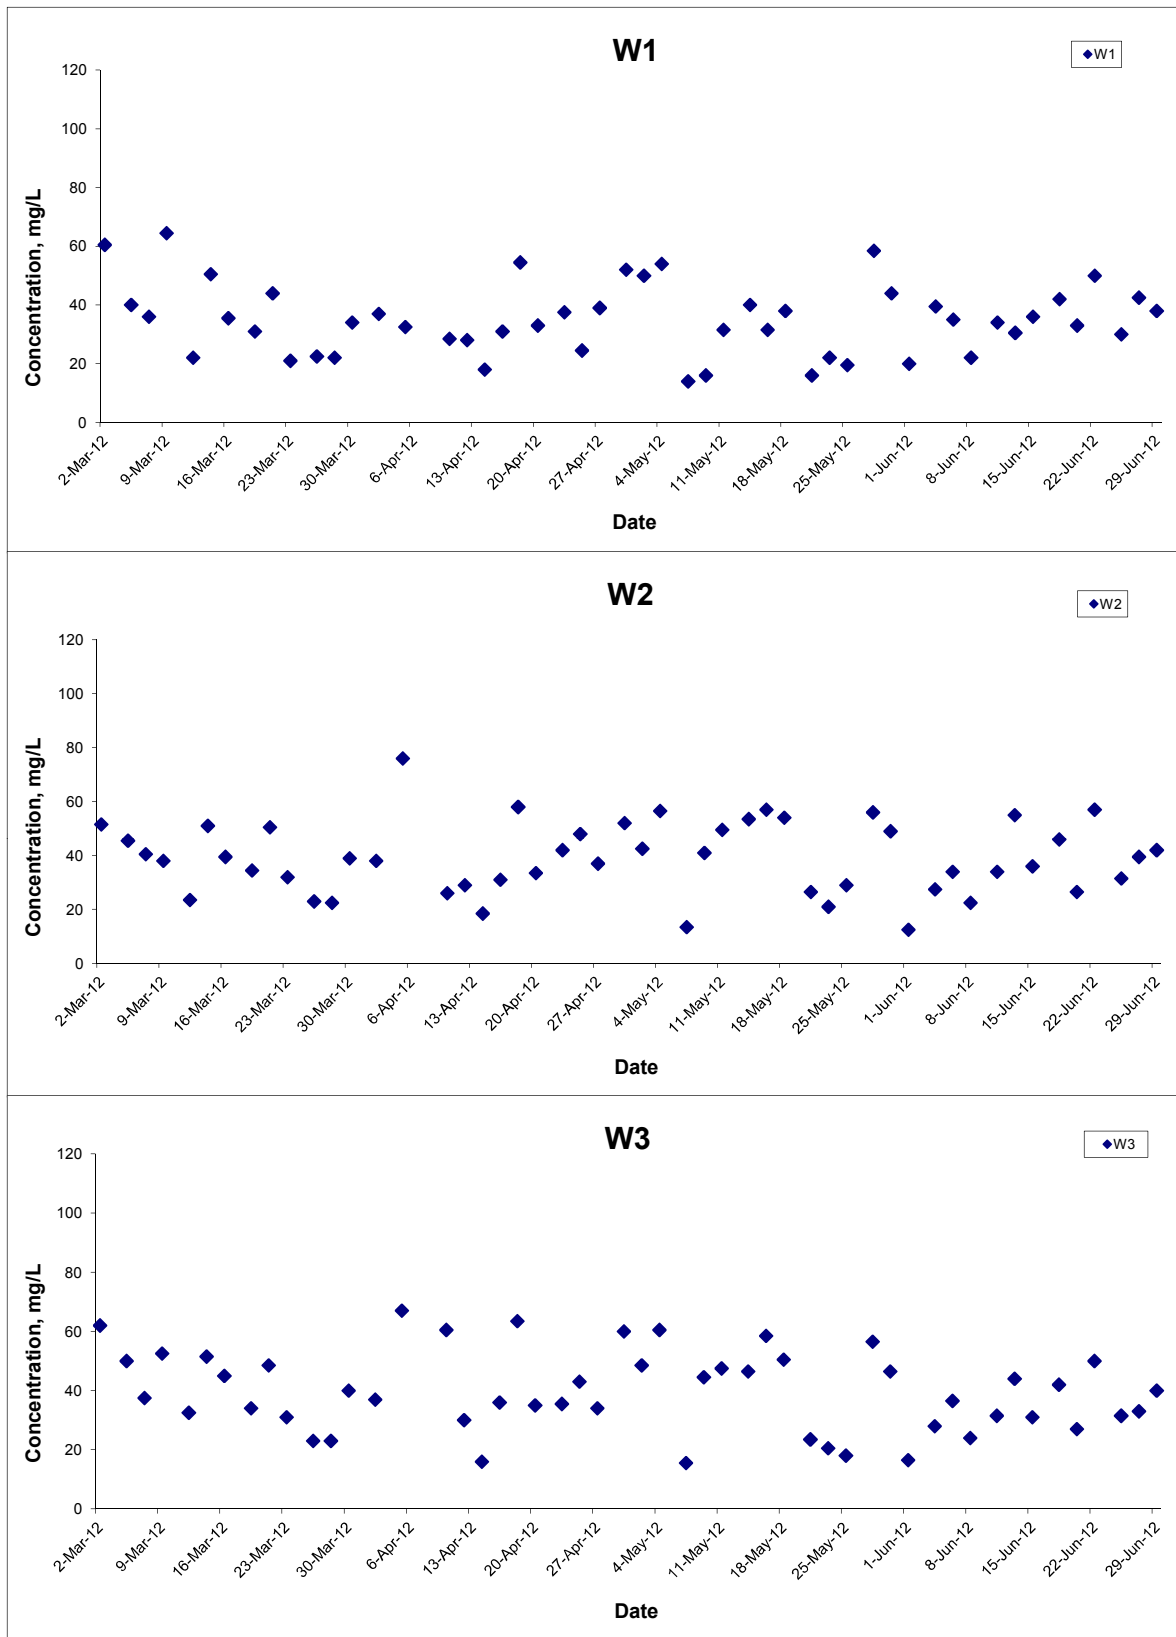 W1
W1
120
100
80
60
40
20
0
Concentration, mg/L
2-Mar-12
9-Mar-12
16-Mar-12
23-Mar-12
30-Mar-12
6-Apr-12
13-Apr-12
20-Apr-12
27-Apr-12
4-May-12
11-May-12
18-May-12
25-May-12
1-Jun-12
8-Jun-12
15-Jun-12
22-Jun-12
29-Jun-12
Date
W2
W2
120
100
80
60
40
20
0
Concentration, mg/L
2-Mar-12
9-Mar-12
16-Mar-12
23-Mar-12
30-Mar-12
6-Apr-12
13-Apr-12
20-Apr-12
27-Apr-12
4-May-12
11-May-12
18-May-12
25-May-12
1-Jun-12
8-Jun-12
15-Jun-12
22-Jun-12
29-Jun-12
Date
W3
W3
120
100
80
60
40
20
0
Concentration, mg/L
2-Mar-12
9-Mar-12
16-Mar-12
23-Mar-12
30-Mar-12
6-Apr-12
13-Apr-12
20-Apr-12
27-Apr-12
4-May-12
11-May-12
18-May-12
25-May-12
1-Jun-12
8-Jun-12
15-Jun-12
22-Jun-12
29-Jun-12
Date